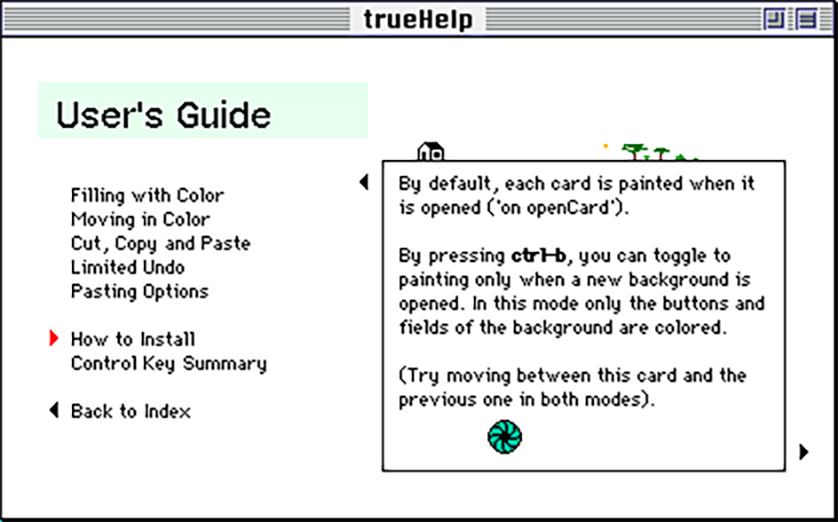 trueHelp
User's Guide
Filling with Color
Moving in Color
Cut, Copy and Paste
Limited Undo
Pasting Options
How to Install
Control Key Summary
Back to Index
By default, each card is painted when it
is opened ('on openCard').
By pressing ctrl-b, you can toggle to
painting only when a new background is
opened. In this mode only the buttons and
fields of the background are colored.
(Try moving between this card and the
previous one in both modes).